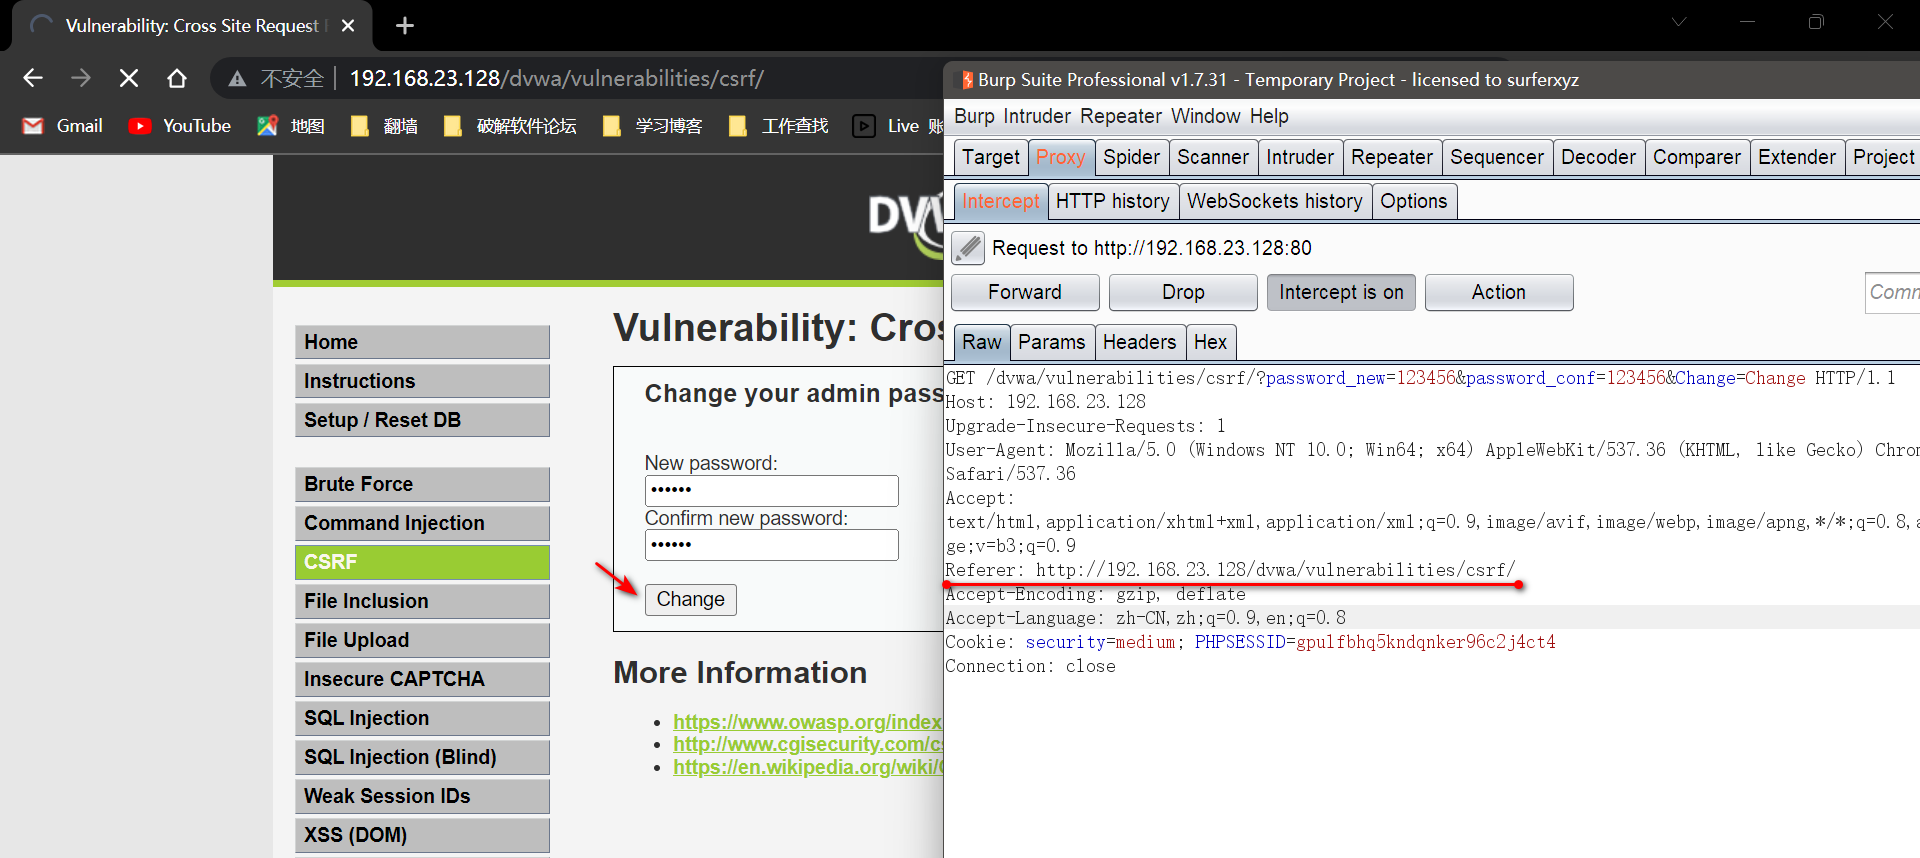 Vulnerability: Cross Site Request
不安全 192.168.23.128/dvwa/vulnerabilities/csrf/
Gmail YouTube 地图 翻墙 破解软件论坛 学习博客 工作查找 Live
Vulnerability: Cros
Home
Instructions
Setup / Reset DB
Brute Force
Command Injection
CSRF
File Inclusion
File Upload
Insecure CAPTCHA
SQL Injection
SQL Injection (Blind)
Weak Session IDs
XSS (DOM)
Change your admin pass
New password:
••••••
Confirm new password:
••••••
Change
More Information
https://www.owasp.org/index
http://www.cgisecurity.com/cs
https://en.wikipedia.org/wiki/
Burp Suite Professional v1.7.31 - Temporary Project - licensed to surferxyz
Burp Intruder Repeater Window Help
Target Proxy Spider Scanner Intruder Repeater Sequencer Decoder Comparer Extender Project
Intercept HTTP history WebSockets history Options
Request to http://192.168.23.128:80
Forward Drop Intercept is on Action Comm
Raw Params Headers Hex
GET /dvwa/vulnerabilities/csrf/?password_new=123456&password_conf=123456&Change=Change HTTP/1.1
Host: 192.168.23.128
Upgrade-Insecure-Requests: 1
User-Agent: Mozilla/5.0 (Windows NT 10.0; Win64; x64) AppleWebKit/537.36 (KHTML, like Gecko) Chrom
Safari/537.36
Accept:
text/html,application/xhtml+xml,application/xml;q=0.9,image/avif,image/webp,image/apng,*/*;q=0.8,a
ge;v=b3;q=0.9
Referer: http://192.168.23.128/dvwa/vulnerabilities/csrf/
Accept-Encoding: gzip, deflate
Accept-Language: zh-CN,zh;q=0.9,en;q=0.8
Cookie: security=medium; PHPSESSID=gpulfbhq5kndqnker96c2j4ct4
Connection: close